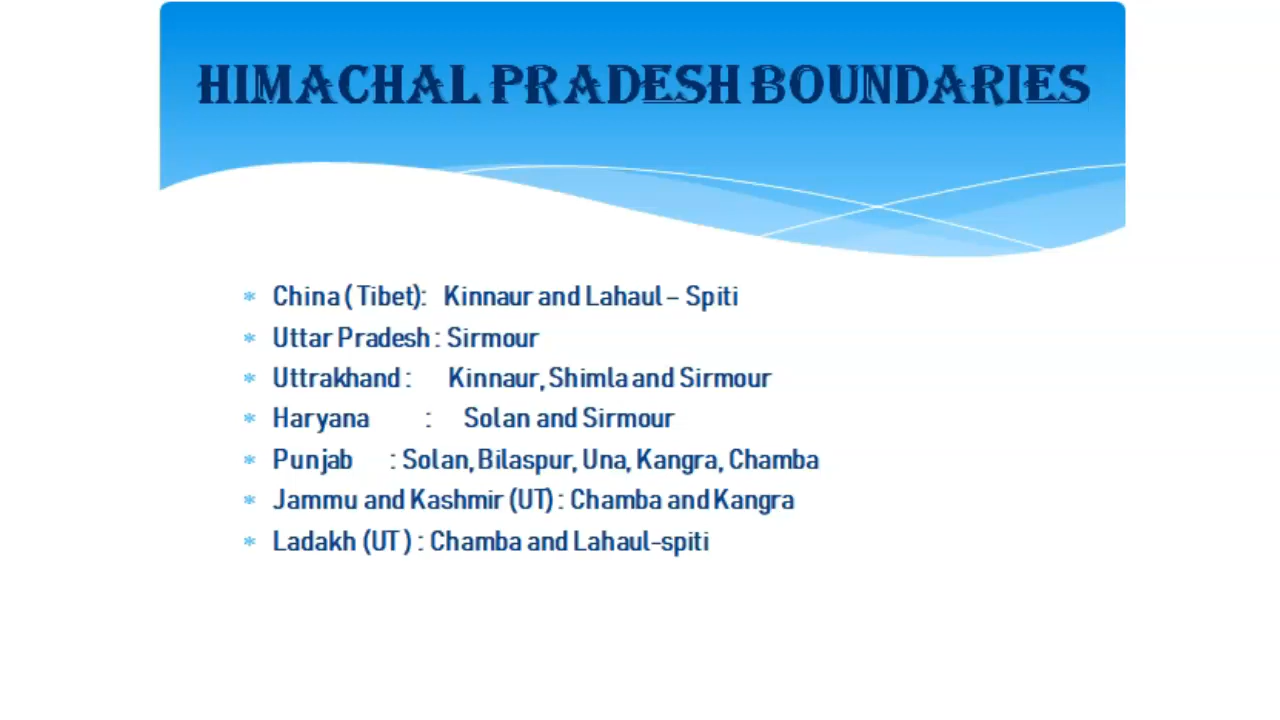 HIMACHAL PRADESH BOUNDARIES
* China ( Tibet): Kinnaur and Lahaul – Spiti
* Uttar Pradesh : Sirmour
* Uttrakhand : Kinnaur, Shimla and Sirmour
* Haryana : Solan and Sirmour
* Punjab : Solan, Bilaspur, Una, Kangra, Chamba
* Jammu and Kashmir (UT) : Chamba and Kangra
* Ladakh (UT ) : Chamba and Lahaul-spiti